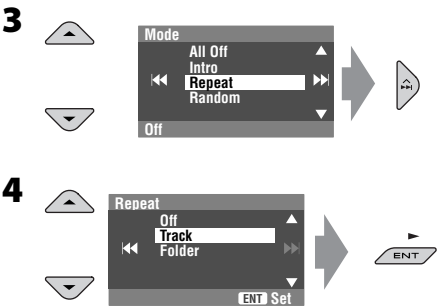 3
Mode
All Off
Intro
Repeat
Random
Off
4
Repeat
Off
Track
Folder
ENT Set
ENT